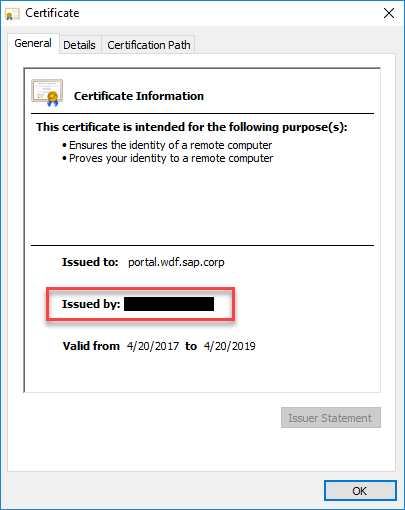 Certificate
General Details Certification Path
Certificate Information
This certificate is intended for the following purpose(s):
• Ensures the identity of a remote computer
• Proves your identity to a remote computer
Issued to: portal.wdf.sap.corp
Issued by:
Valid from 4/20/2017 to 4/20/2019
Issuer Statement
OK